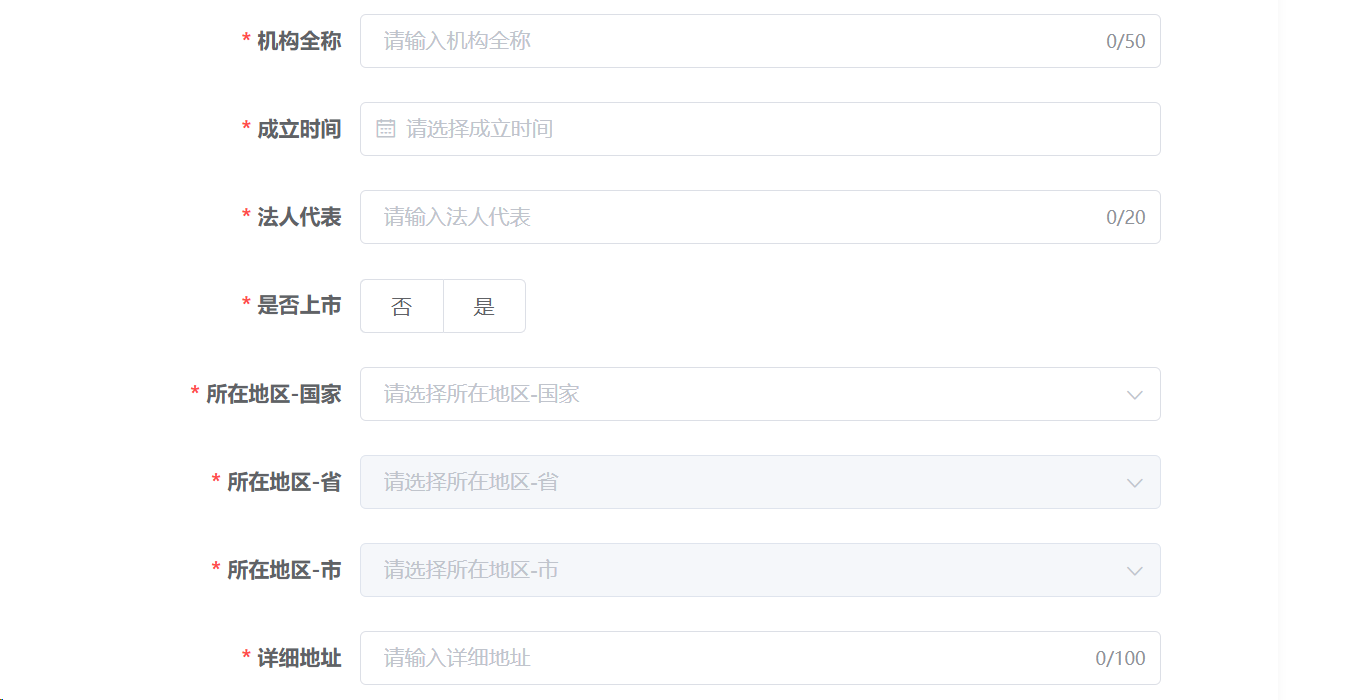 * 机构全称 请输入机构全称 0/50
* 成立时间 请选择成立时间
* 法人代表 请输入法人代表 0/20
* 是否上市 否 是
* 所在地区-国家 请选择所在地区-国家
* 所在地区-省 请选择所在地区-省
* 所在地区-市 请选择所在地区-市
* 详细地址 请输入详细地址 0/100